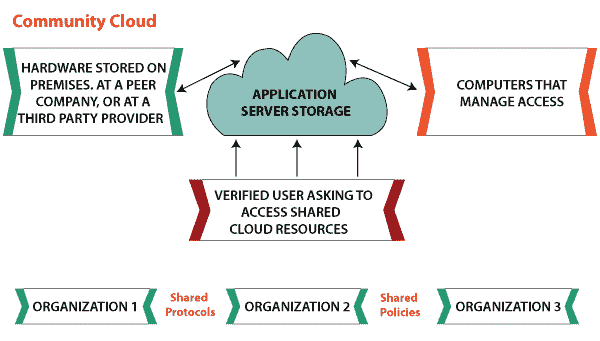 Community Cloud
HARDWARE STORED ON
PREMISES. AT A PEER
COMPANY, OR AT A
THIRD PARTY PROVIDER
APPLICATION
SERVER STORAGE
COMPUTERS THAT
MANAGE ACCESS
VERIFIED USER ASKING TO
ACCESS SHARED
CLOUD RESOURCES
ORGANIZATION 1
Shared
Protocols
ORGANIZATION 2
Shared
Policies
ORGANIZATION 3